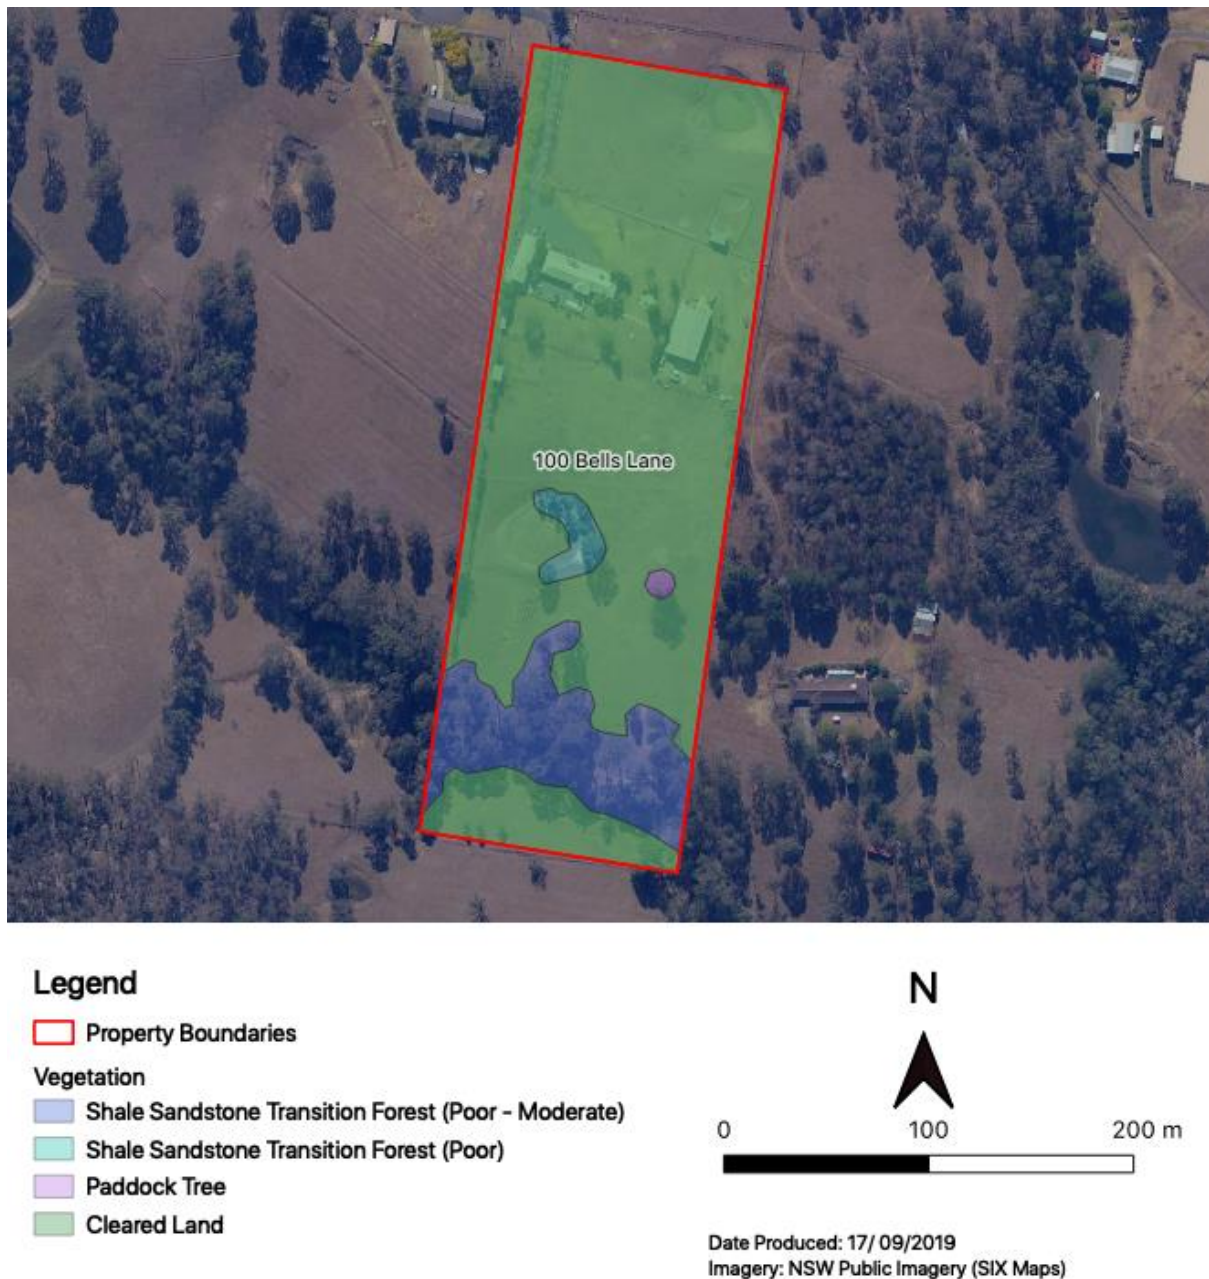 100 Bells Lane
Legend
Property Boundaries
Vegetation
Shale Sandstone Transition Forest (Poor - Moderate)
Shale Sandstone Transition Forest (Poor)
Paddock Tree
Cleared Land
N
0 100 200 m
Date Produced: 17/ 09/2019
Imagery: NSW Public Imagery (SIX Maps)